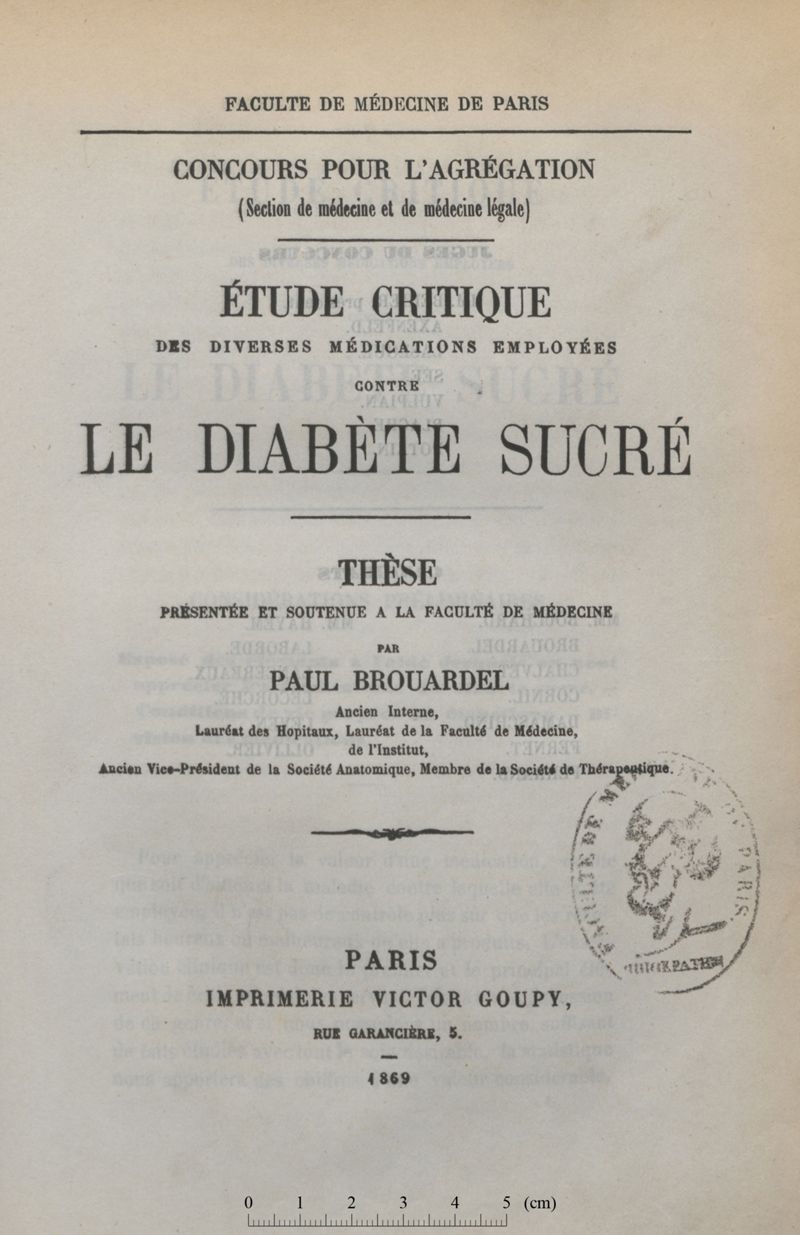 FACULTE DE MÉDECINE DE PARIS
CONCOURS POUR L'AGRÉGATION
(Section de médecine et de médecine légale)
ÉTUDE CRITIQUE
DES DIVERSES MÉDICATIONS EMPLOYÉES
CONTRE
LE DIABÈTE SUCRÉ
THÈSE
PRÉSENTÉE ET SOUTENUE A LA FACULTÉ DE MÉDECINE
PAR
PAUL BROUARDEL
Ancien Interne,
Lauréat des Hopitaux, Lauréat de la Faculté de Médecine,
de l'Institut,
Ancien Vice-Président de la Société Anatomique, Membre de la Société de Thérapeutique.
PARIS
PARIS
IMPRIMERIE VICTOR GOUPY,
RUE GARANCIÈRE, 5.
1869
0 1 2 3 4 5 (cm)